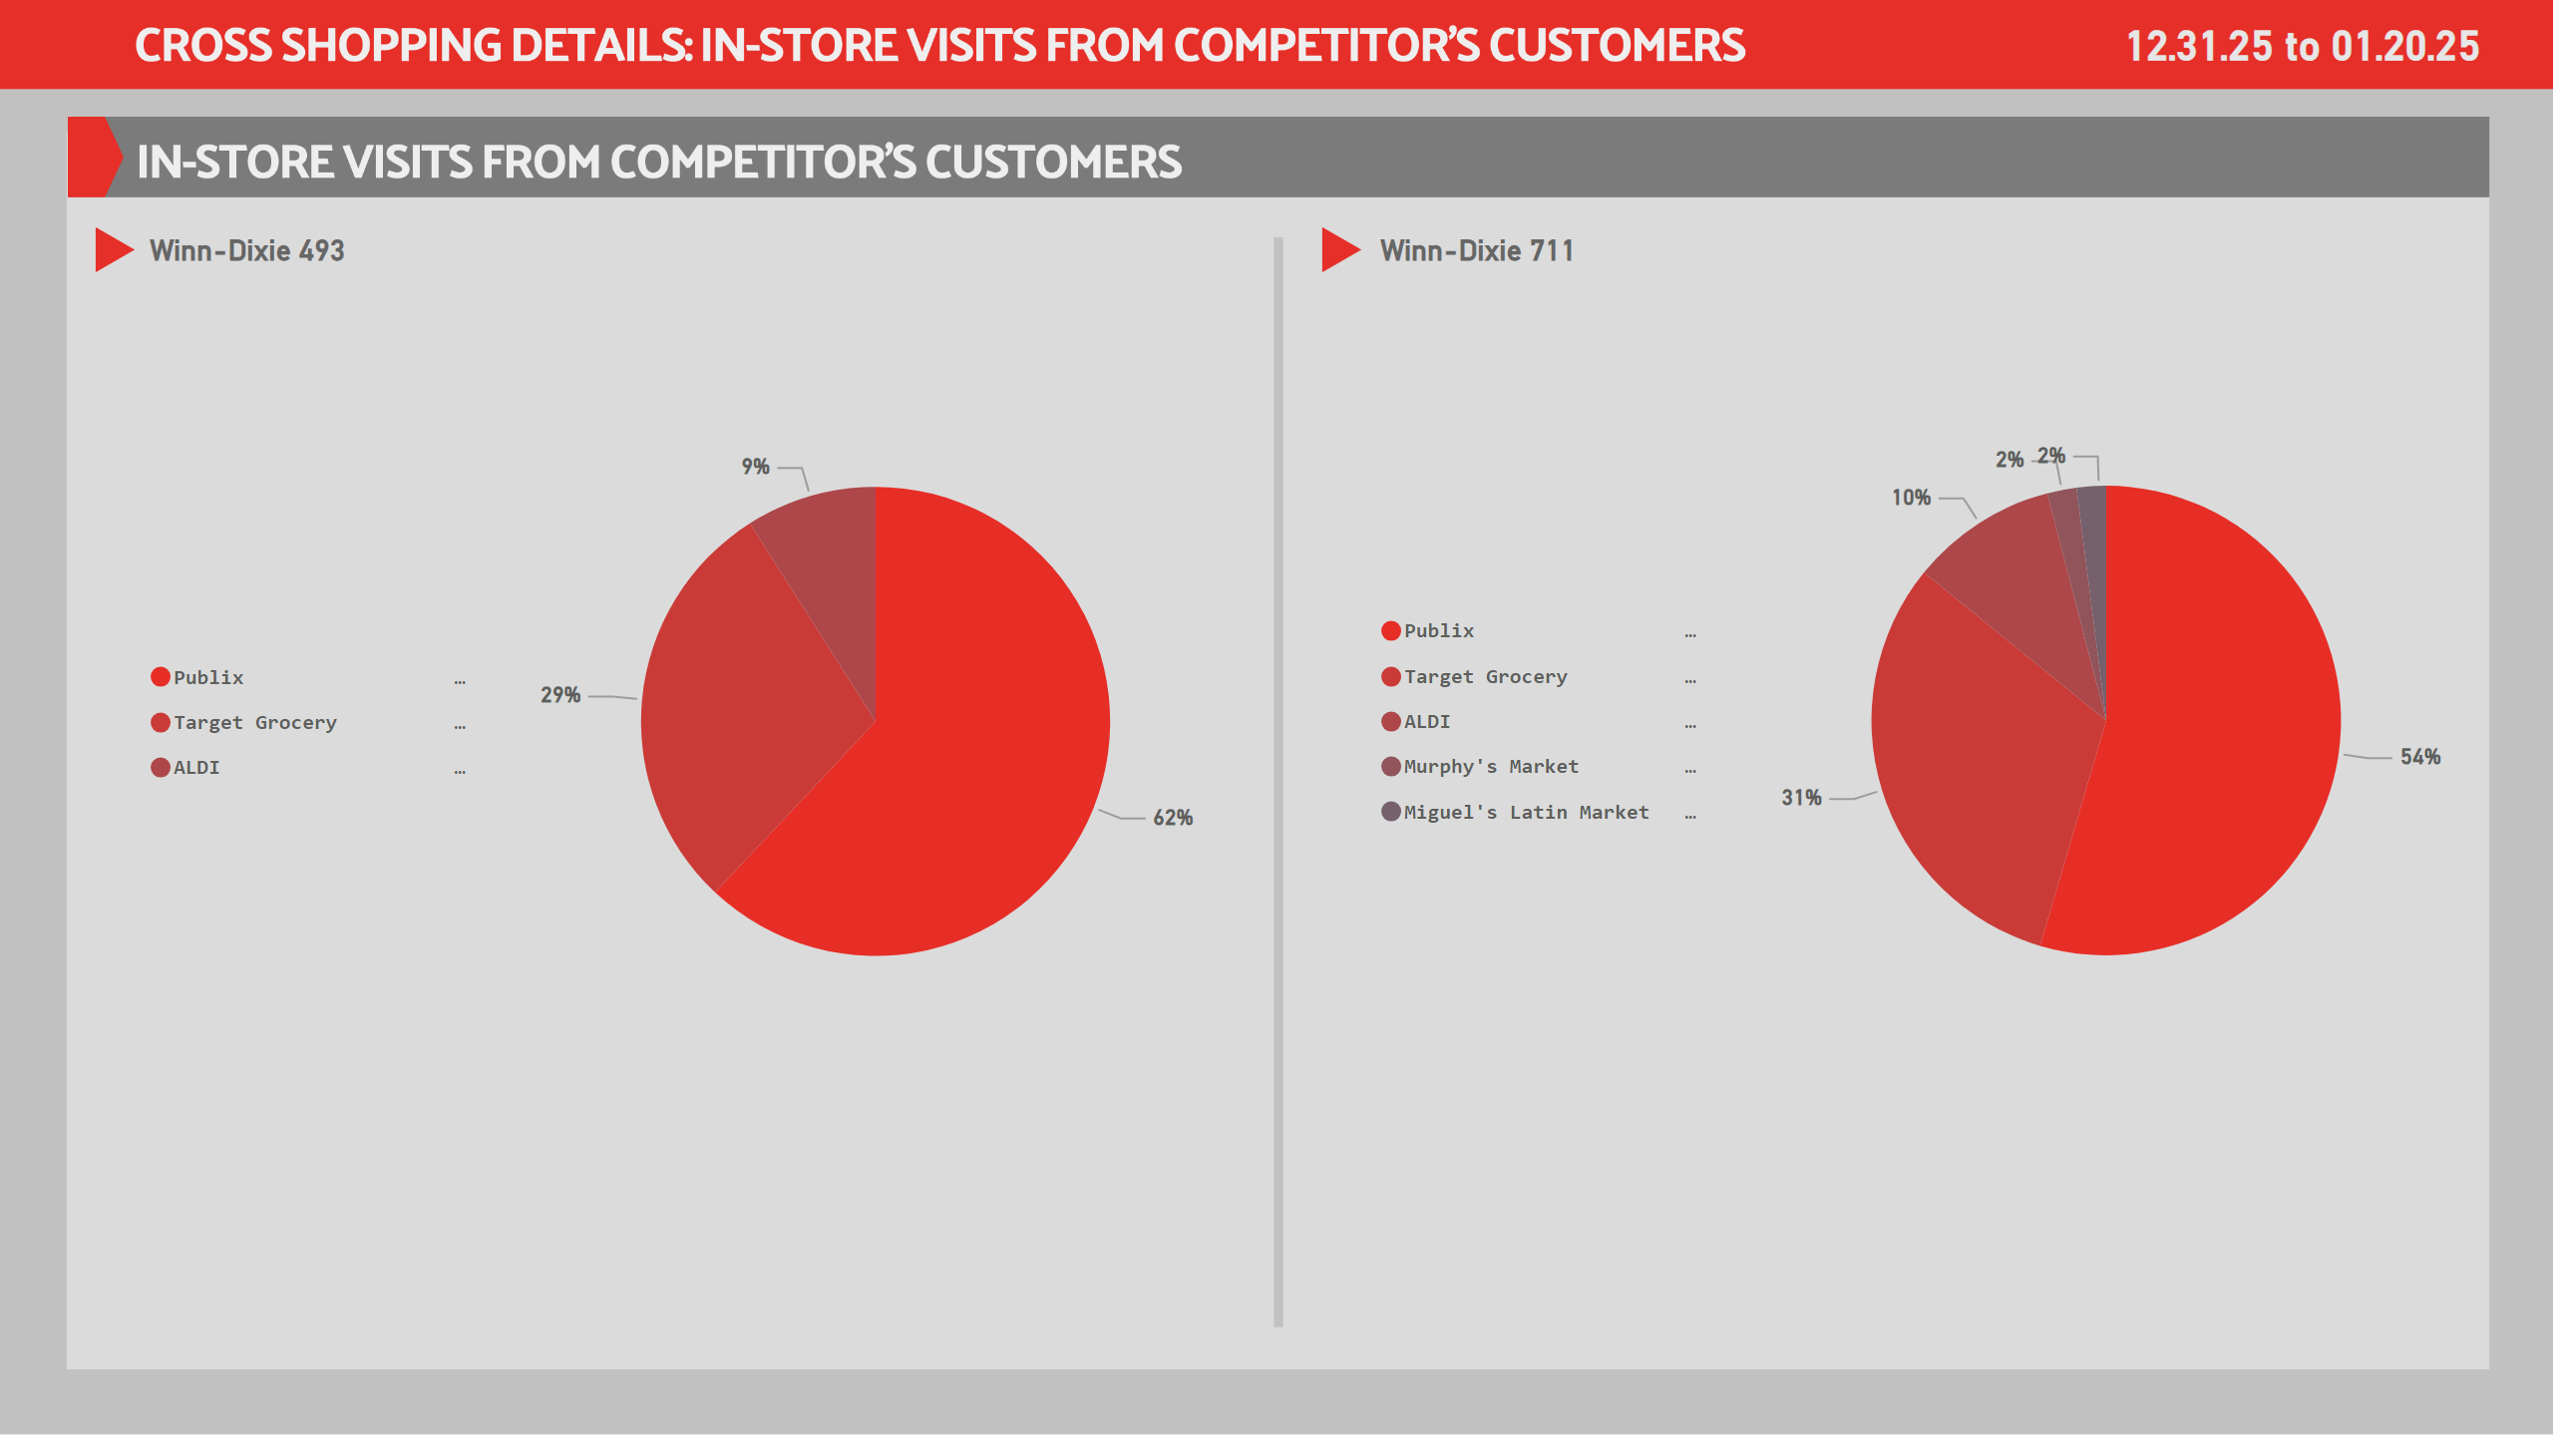 CROSS SHOPPING DETAILS: IN-STORE VISITS FROM COMPETITOR'S CUSTOMERS
12.31.25 to 01.20.25
IN-STORE VISITS FROM COMPETITOR'S CUSTOMERS
Winn-Dixie 493
9%
29%
62%
Publix ...
Target Grocery ...
ALDI ...
Winn-Dixie 711
2%
2%
10%
31%
54%
Publix ...
Target Grocery ...
ALDI ...
Murphy's Market ...
Miguel's Latin Market ...